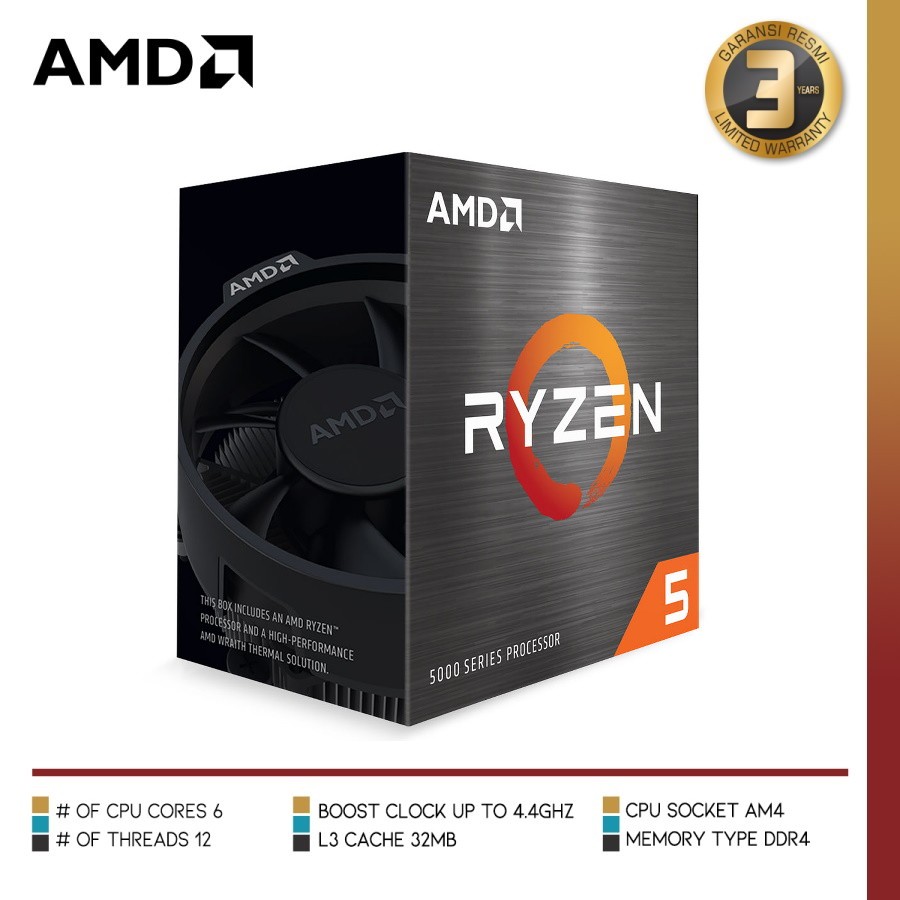 AMD
GARANSI RESMI
3 YEARS
LIMITED WARRANTY
AMD
AMD
AMD
RYZEN
5
THIS BOX INCLUDES AN AMD RYZEN™
PROCESSOR AND A HIGH-PERFORMANCE
AMD WRAITH THERMAL SOLUTION.
5000 SERIES PROCESSOR
# OF CPU CORES 6
# OF THREADS 12
BOOST CLOCK UP TO 4.4GHZ
L3 CACHE 32MB
CPU SOCKET AM4
MEMORY TYPE DDR4